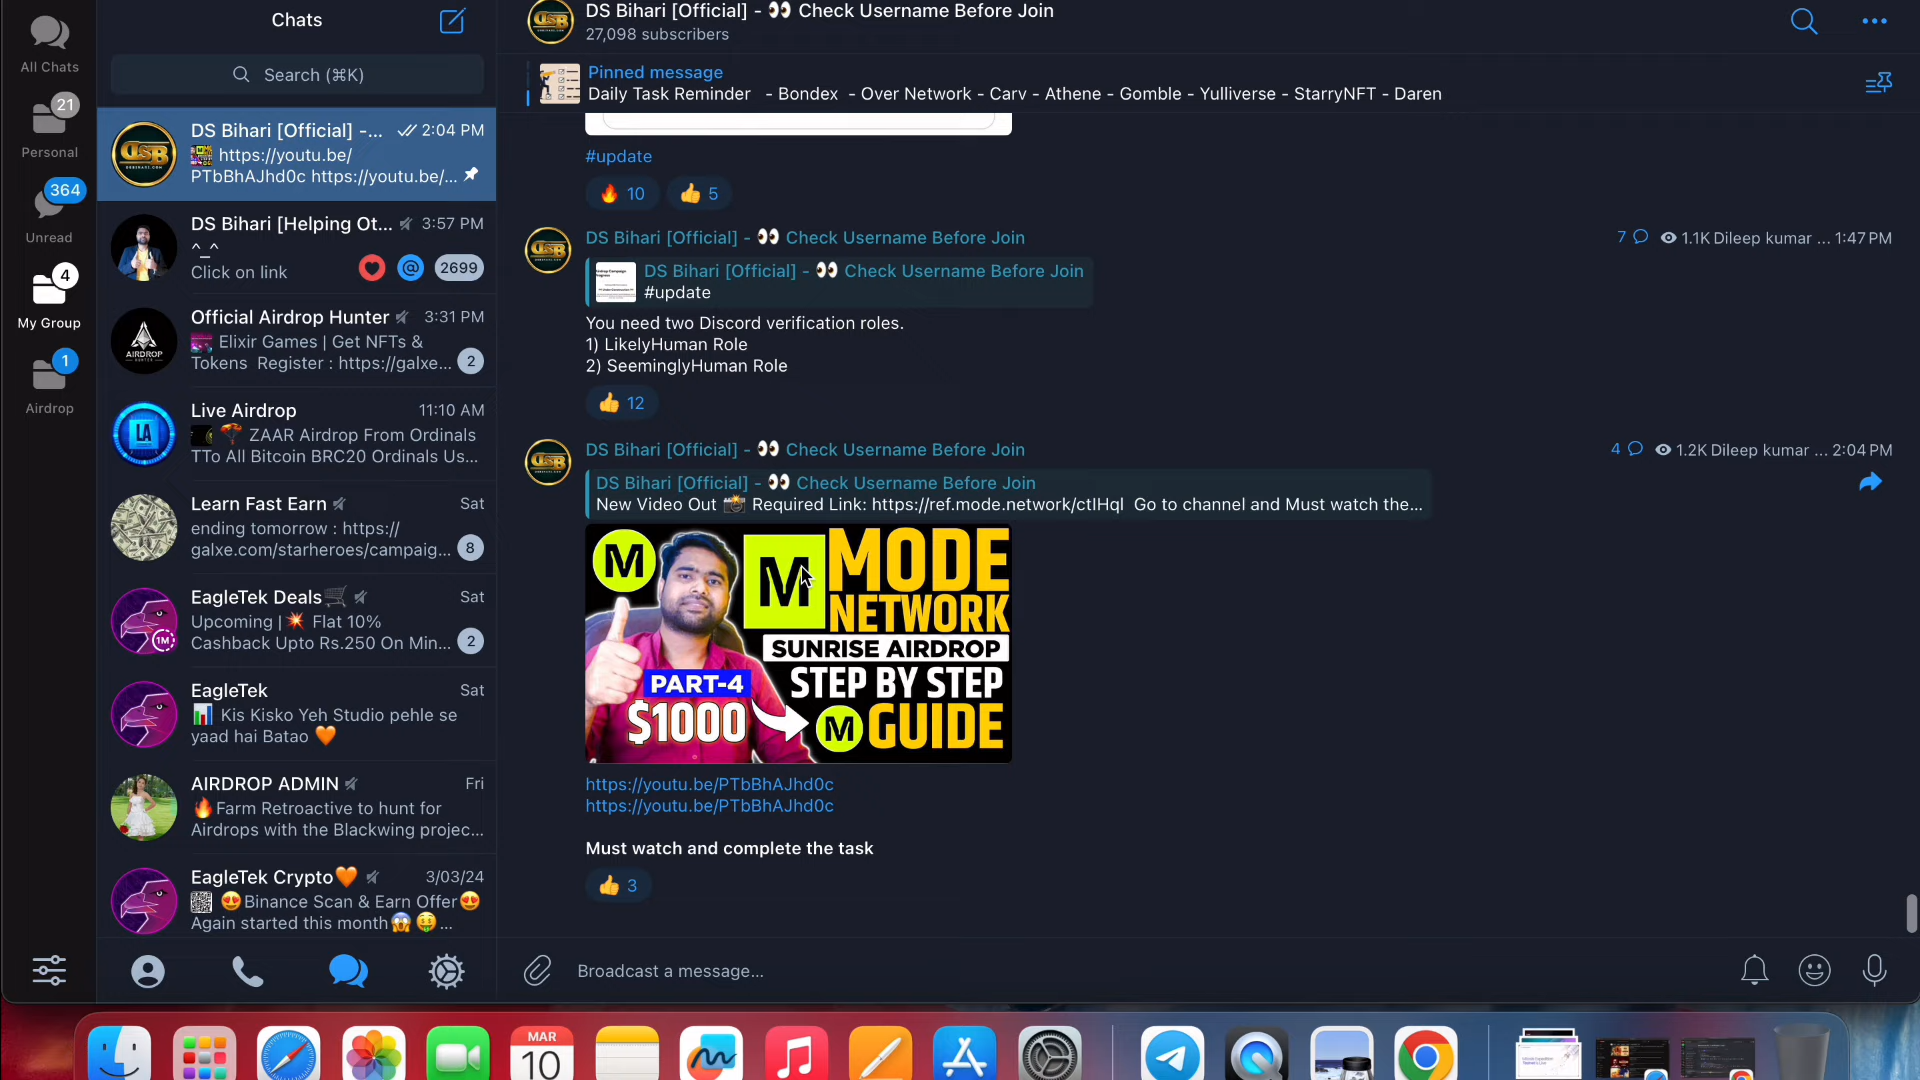 All Chats
21
Personal
364
Unread
4
My Group
1
Airdrop
Chats
Search (⌘K)
DS Bihari [Official] -... 2:04 PM
https://youtu.be/
PTbBhAJhd0c https://youtu.be/...
DS Bihari [Helping Ot... 3:57 PM
^_^
Click on link @ 2699
Official Airdrop Hunter 3:31 PM
Elixir Games | Get NFTs &
Tokens Register : https://galxe... 2
AIRDROP
HUNTER
Live Airdrop 11:10 AM
ZAAR Airdrop From Ordinals
TTo All Bitcoin BRC20 Ordinals Us...
LA
Learn Fast Earn Sat
ending tomorrow : https://
galxe.com/starheroes/campaig... 8
EagleTek Deals🛒 Sat
Upcoming |💥 Flat 10%
Cashback Upto Rs.250 On Min... 2
1M
EagleTek Sat
📊 Kis Kisko Yeh Studio pehle se
yaad hai Batao 🧡
AIRDROP ADMIN Fri
🔥Farm Retroactive to hunt for
Airdrops with the Blackwing projec...
EagleTek Crypto🧡 3/03/24
😍Binance Scan & Earn Offer😍
Again started this month😱🤑...
DS Bihari [Official] - 👀 Check Username Before Join
27,098 subscribers
Pinned message
Daily Task Reminder - Bondex - Over Network - Carv - Athene - Gomble - Yulliverse - StarryNFT - Daren
#update
🔥 10 👍 5
DS Bihari [Official] - 👀 Check Username Before Join 7 1.1K Dileep kumar ... 1:47 PM
DS Bihari [Official] - 👀 Check Username Before Join
#update
You need two Discord verification roles.
1) LikelyHuman Role
2) SeeminglyHuman Role
👍 12
DS Bihari [Official] - 👀 Check Username Before Join 4 1.2K Dileep kumar ... 2:04 PM
DS Bihari [Official] - 👀 Check Username Before Join
New Video Out 📸 Required Link: https://ref.mode.network/ctIHql Go to channel and Must watch the...
M M MODE
NETWORK
SUNRISE AIRDROP
PART-4 STEP BY STEP
$1000 M GUIDE
https://youtu.be/PTbBhAJhd0c
https://youtu.be/PTbBhAJhd0c
Must watch and complete the task
👍 3
Broadcast a message...
MAR
10